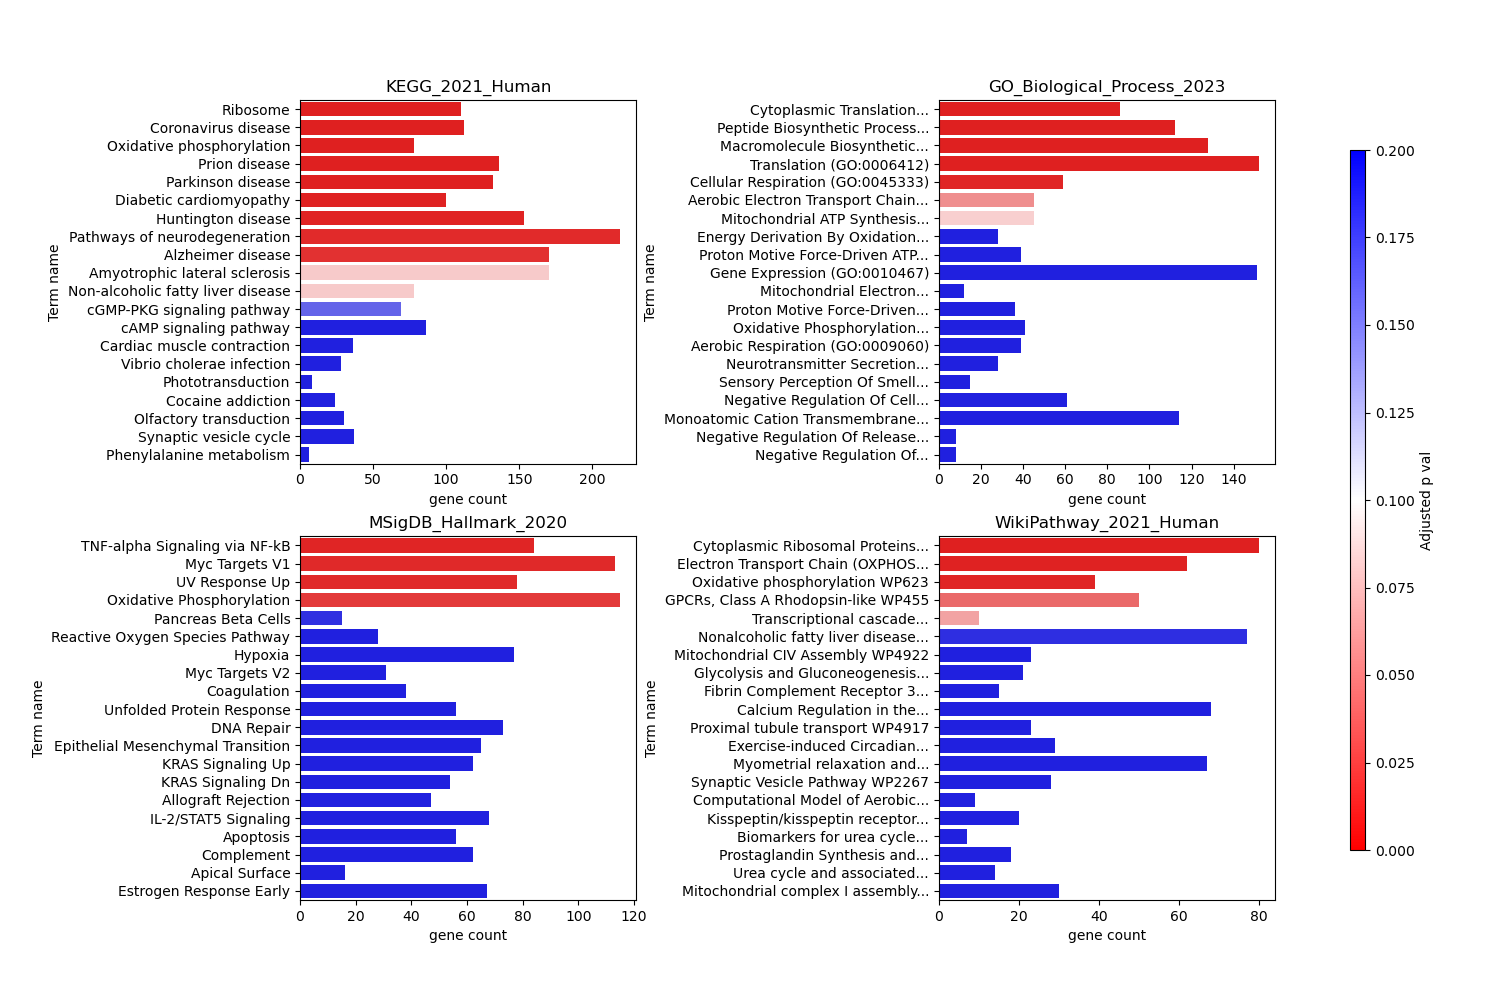 KEGG_2021_Human
Term name
Ribosome
Coronavirus disease
Oxidative phosphorylation
Prion disease
Parkinson disease
Diabetic cardiomyopathy
Huntington disease
Pathways of neurodegeneration
Alzheimer disease
Amyotrophic lateral sclerosis
Non-alcoholic fatty liver disease
cGMP-PKG signaling pathway
cAMP signaling pathway
Cardiac muscle contraction
Vibrio cholerae infection
Phototransduction
Cocaine addiction
Olfactory transduction
Synaptic vesicle cycle
Phenylalanine metabolism
0 50 100 150 200
gene count
GO_Biological_Process_2023
Term name
Cytoplasmic Translation...
Peptide Biosynthetic Process...
Macromolecule Biosynthetic...
Translation (GO:0006412)
Cellular Respiration (GO:0045333)
Aerobic Electron Transport Chain...
Mitochondrial ATP Synthesis...
Energy Derivation By Oxidation...
Proton Motive Force-Driven ATP...
Gene Expression (GO:0010467)
Mitochondrial Electron...
Proton Motive Force-Driven...
Oxidative Phosphorylation...
Aerobic Respiration (GO:0009060)
Neurotransmitter Secretion...
Sensory Perception Of Smell...
Negative Regulation Of Cell...
Monoatomic Cation Transmembrane...
Negative Regulation Of Release...
Negative Regulation Of...
0 20 40 60 80 100 120 140
gene count
MSigDB_Hallmark_2020
Term name
TNF-alpha Signaling via NF-kB
Myc Targets V1
UV Response Up
Oxidative Phosphorylation
Pancreas Beta Cells
Reactive Oxygen Species Pathway
Hypoxia
Myc Targets V2
Coagulation
Unfolded Protein Response
DNA Repair
Epithelial Mesenchymal Transition
KRAS Signaling Up
KRAS Signaling Dn
Allograft Rejection
IL-2/STAT5 Signaling
Apoptosis
Complement
Apical Surface
Estrogen Response Early
0 20 40 60 80 100 120
gene count
WikiPathway_2021_Human
Term name
Cytoplasmic Ribosomal Proteins...
Electron Transport Chain (OXPHOS...
Oxidative phosphorylation WP623
GPCRs, Class A Rhodopsin-like WP455
Transcriptional cascade...
Nonalcoholic fatty liver disease...
Mitochondrial CIV Assembly WP4922
Glycolysis and Gluconeogenesis...
Fibrin Complement Receptor 3...
Calcium Regulation in the...
Proximal tubule transport WP4917
Exercise-induced Circadian...
Myometrial relaxation and...
Synaptic Vesicle Pathway WP2267
Computational Model of Aerobic...
Kisspeptin/kisspeptin receptor...
Biomarkers for urea cycle...
Prostaglandin Synthesis and...
Urea cycle and associated...
Mitochondrial complex I assembly...
0 20 40 60 80
gene count
0.200
0.175
0.150
0.125
0.100
0.075
0.050
0.025
0.000
Adjusted p val